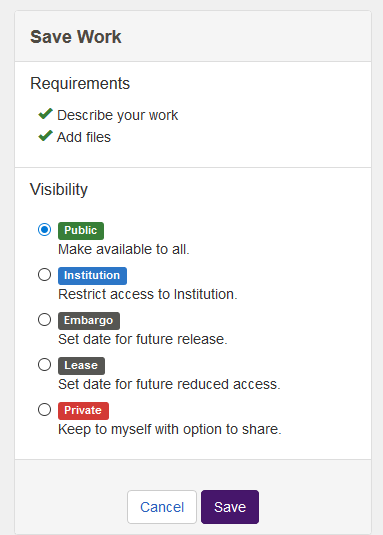 Save Work
Requirements
Describe your work
Add files
Visibility
Public
Make available to all.
Institution
Restrict access to Institution.
Embargo
Set date for future release.
Lease
Set date for future reduced access.
Private
Keep to myself with option to share.
Cancel Save